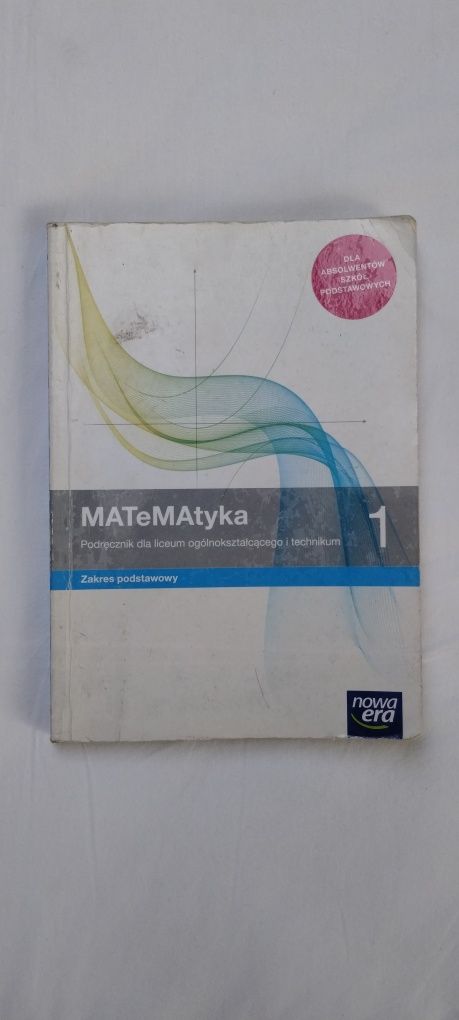 DLA
ABSOLWENTÓW
SZKÓŁ
PODSTAWOWYCH
MATeMAtyka
1
Podręcznik dla liceum ogólnokształcącego i technikum
Zakres podstawowy
nowa
era